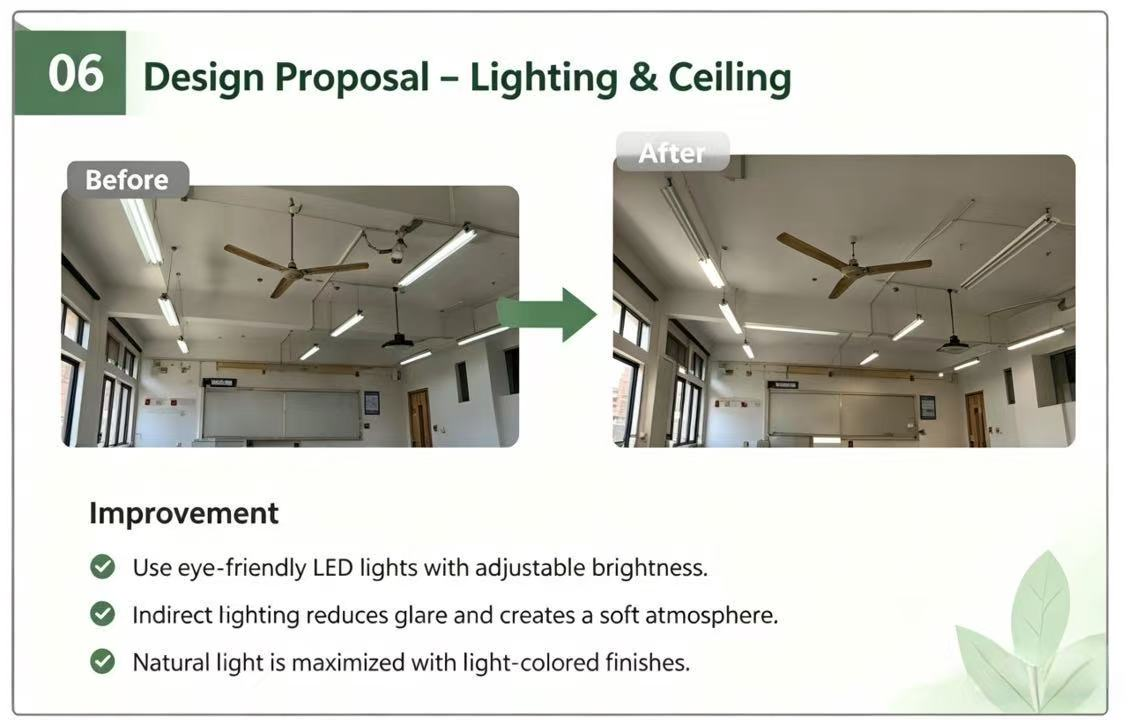 06
Design Proposal – Lighting & Ceiling
Before
After
Improvement
Use eye-friendly LED lights with adjustable brightness.
Indirect lighting reduces glare and creates a soft atmosphere.
Natural light is maximized with light-colored finishes.